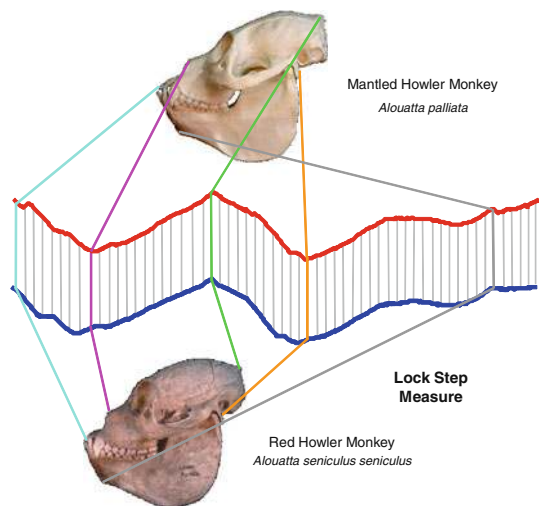 Mantled Howler Monkey
Alouatta palliata
Lock Step
Measure
Red Howler Monkey
Alouatta seniculus seniculus